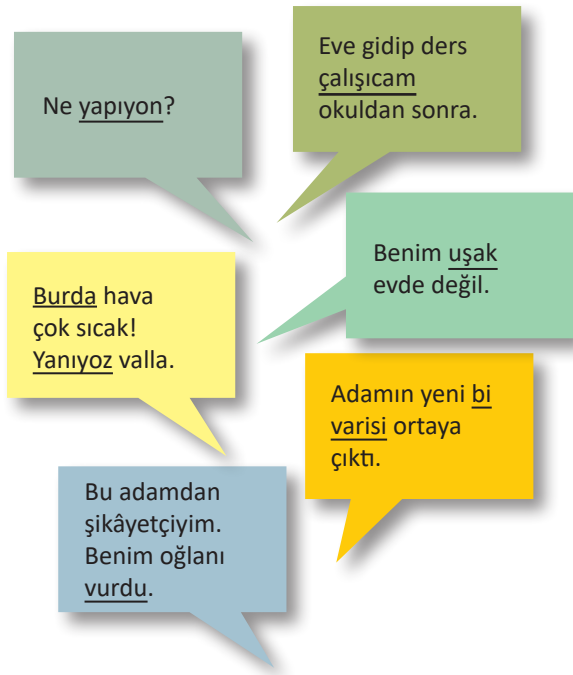 Ne yapıyon?
Eve gidip ders
çalışıcam
okuldan sonra.
Benim uşak
evde değil.
Burda hava
çok sıcak!
Yanıyoz valla.
Adamın yeni bi
varisi ortaya
çıktı.
Bu adamdan
şikâyetçiyim.
Benim oğlanı
vurdu.